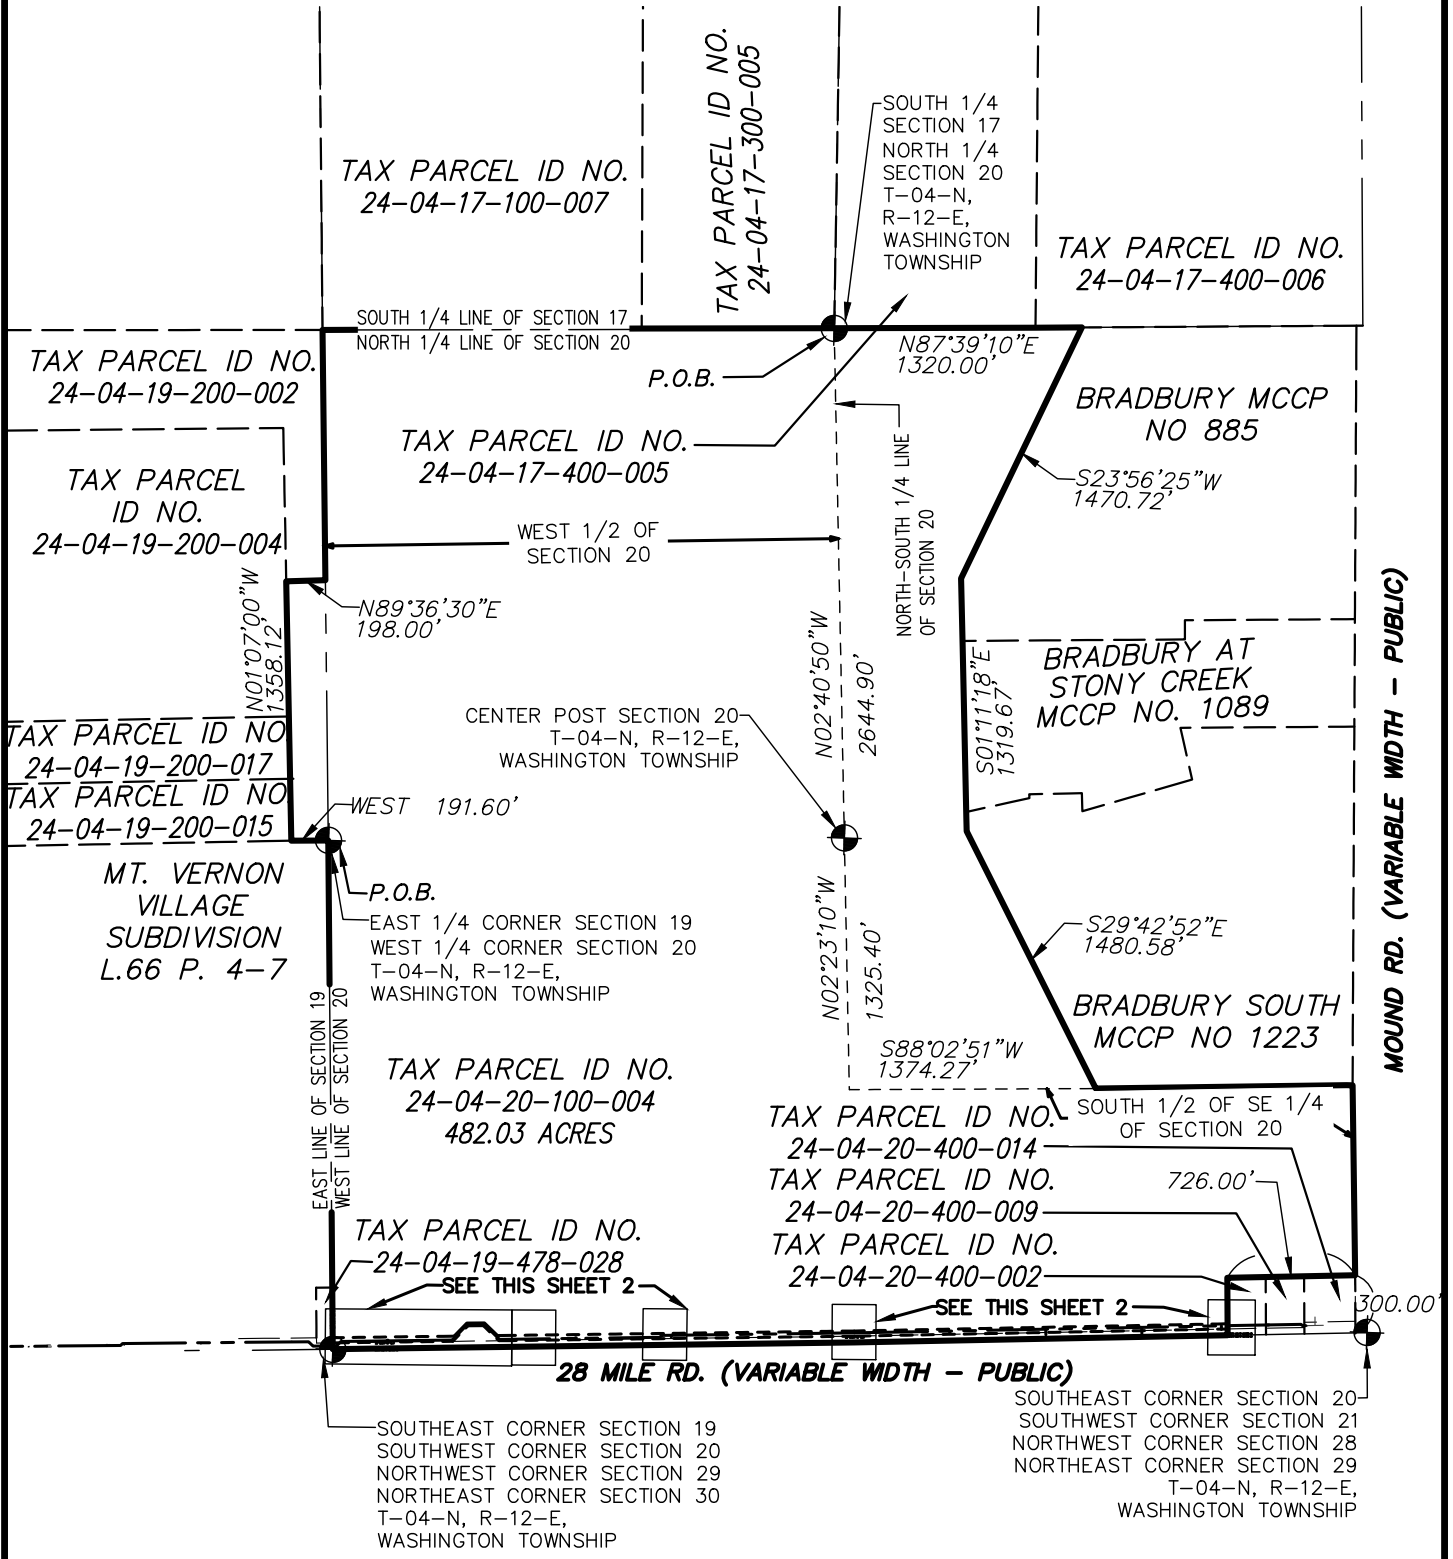 TAX PARCEL ID NO.
24-04-17-300-005
SOUTH 1/4
SECTION 17
NORTH 1/4
SECTION 20
T-04-N,
R-12-E,
WASHINGTON
TOWNSHIP
TAX PARCEL ID NO.
24-04-17-100-007
TAX PARCEL ID NO.
24-04-17-400-006
SOUTH 1/4 LINE OF SECTION 17
NORTH 1/4 LINE OF SECTION 20
N87°39'10"E
1320.00'
P.O.B.
TAX PARCEL ID NO.
24-04-19-200-002
BRADBURY MCCP
NO 885
TAX PARCEL ID NO.
24-04-17-400-005
TAX PARCEL
ID NO.
24-04-19-200-004
S23°56'25"W
1470.72'
NORTH-SOUTH 1/4 LINE
OF SECTION 20
WEST 1/2 OF
SECTION 20
N89°36'30"E
198.00'
N01°07'00"W
1358.12'
N02°40'50"W
2644.90'
S01°11'18"E
1319.67'
BRADBURY AT
STONY CREEK
MCCP NO. 1089
MOUND RD. (VARIABLE WIDTH - PUBLIC)
CENTER POST SECTION 20
T-04-N, R-12-E,
WASHINGTON TOWNSHIP
TAX PARCEL ID NO
24-04-19-200-017
TAX PARCEL ID NO
24-04-19-200-015
WEST 191.60'
MT. VERNON
VILLAGE
SUBDIVISION
L.66 P. 4-7
P.O.B.
EAST 1/4 CORNER SECTION 19
WEST 1/4 CORNER SECTION 20
T-04-N, R-12-E,
WASHINGTON TOWNSHIP
N02°23'10"W
1325.40'
S29°42'52"E
1480.58'
BRADBURY SOUTH
MCCP NO 1223
EAST LINE OF SECTION 19
WEST LINE OF SECTION 20
S88°02'51"W
1374.27'
TAX PARCEL ID NO.
24-04-20-100-004
482.03 ACRES
SOUTH 1/2 OF SE 1/4
OF SECTION 20
TAX PARCEL ID NO.
24-04-20-400-014
TAX PARCEL ID NO.
24-04-20-400-009
726.00'
TAX PARCEL ID NO.
24-04-20-400-002
TAX PARCEL ID NO.
24-04-19-478-028
SEE THIS SHEET 2
SEE THIS SHEET 2
300.00'
28 MILE RD. (VARIABLE WIDTH - PUBLIC)
SOUTHEAST CORNER SECTION 19
SOUTHWEST CORNER SECTION 20
NORTHWEST CORNER SECTION 29
NORTHEAST CORNER SECTION 30
T-04-N, R-12-E,
WASHINGTON TOWNSHIP
SOUTHEAST CORNER SECTION 20
SOUTHWEST CORNER SECTION 21
NORTHWEST CORNER SECTION 28
NORTHEAST CORNER SECTION 29
T-04-N, R-12-E,
WASHINGTON TOWNSHIP